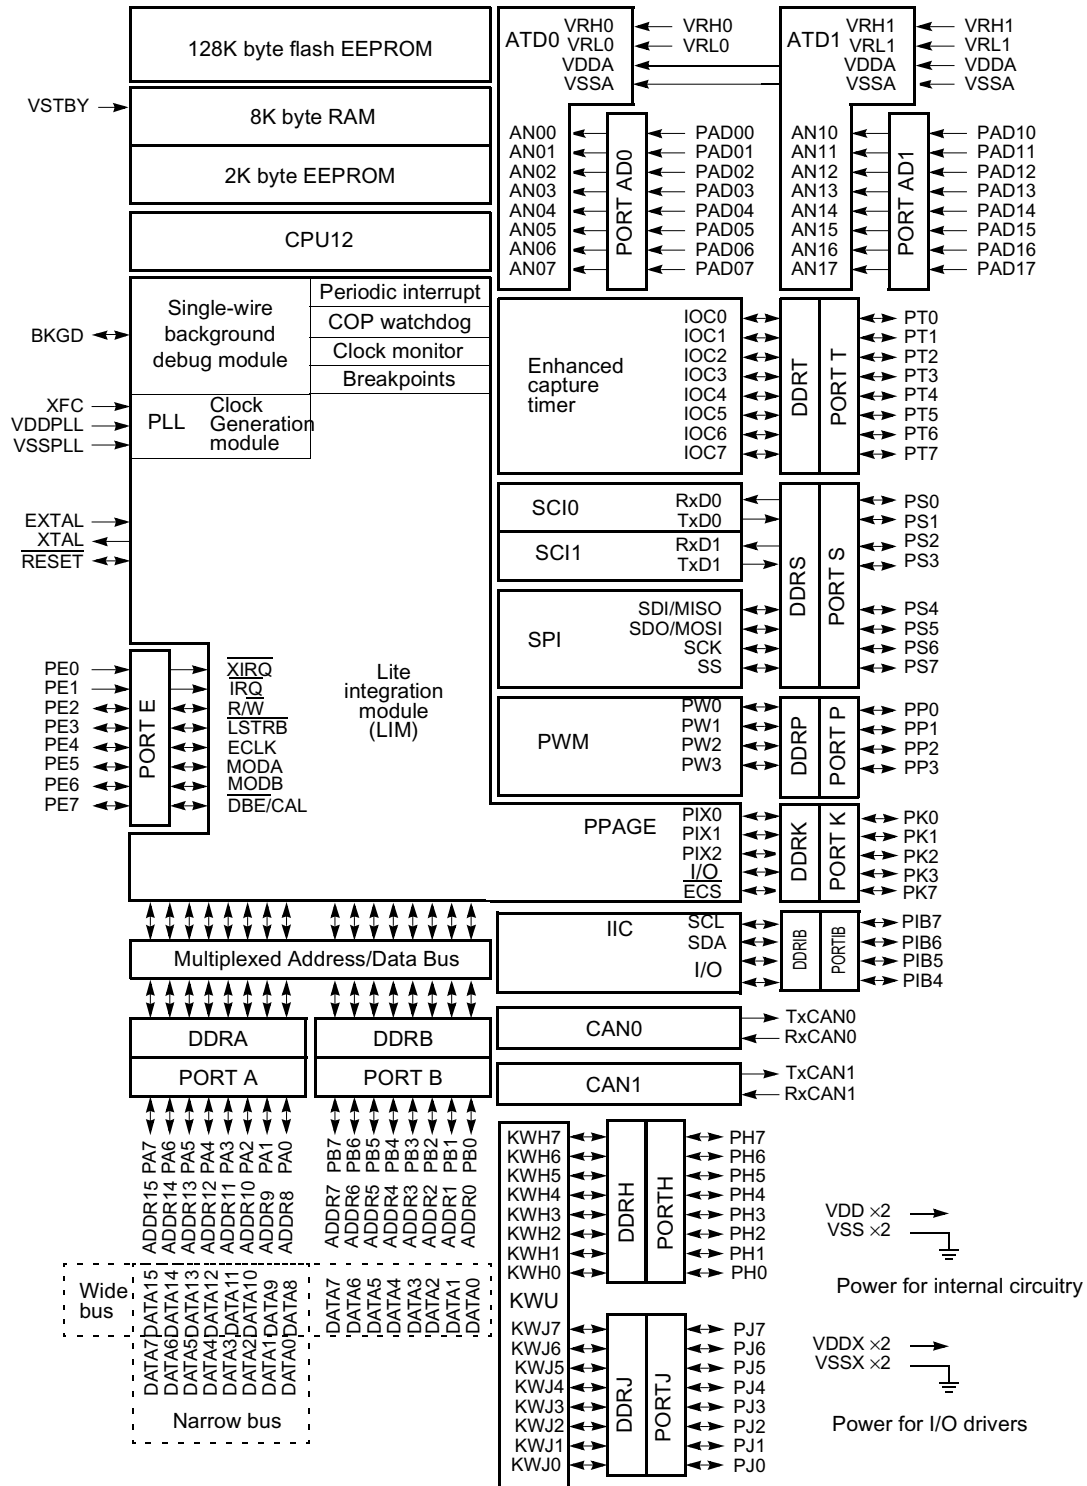 128K byte flash EEPROM
VSTBY
8K byte RAM
2K byte EEPROM
CPU12
Single-wire
background
debug module
Periodic interrupt
COP watchdog
Clock monitor
Breakpoints
BKGD
XFC
VDDPLL
VSSPLL
PLL
Clock
Generation
module
EXTAL
XTAL
RESET
PE0
PE1
PE2
PE3
PE4
PE5
PE6
PE7
PORT E
XIRQ
IRQ
R/W
LSTRB
ECLK
MODA
MODB
DBE/CAL
Lite
integration
module
(LIM)
ATD0
VRH0
VRL0
VDDA
VSSA
VRH0
VRL0
AN00
AN01
AN02
AN03
AN04
AN05
AN06
AN07
PORT AD0
PAD00
PAD01
PAD02
PAD03
PAD04
PAD05
PAD06
PAD07
ATD1
VRH1
VRL1
VDDA
VSSA
VRH1
VRL1
VDDA
VSSA
AN10
AN11
AN12
AN13
AN14
AN15
AN16
AN17
PORT AD1
PAD10
PAD11
PAD12
PAD13
PAD14
PAD15
PAD16
PAD17
Enhanced
capture
timer
IOC0
IOC1
IOC2
IOC3
IOC4
IOC5
IOC6
IOC7
DDRT
PORT T
PT0
PT1
PT2
PT3
PT4
PT5
PT6
PT7
SCI0
RxD0
TxD0
SCI1
RxD1
TxD1
SPI
SDI/MISO
SDO/MOSI
SCK
SS
DDRS
PORT S
PS0
PS1
PS2
PS3
PS4
PS5
PS6
PS7
PWM
PW0
PW1
PW2
PW3
DDRP
PORT P
PP0
PP1
PP2
PP3
PPAGE
PIX0
PIX1
PIX2
I/O
ECS
DDRK
PORT K
PK0
PK1
PK2
PK3
PK7
IIC
SCL
SDA
I/O
DDRIB
PORTIB
PIB7
PIB6
PIB5
PIB4
CAN0
TxCAN0
RxCAN0
CAN1
TxCAN1
RxCAN1
Multiplexed Address/Data Bus
DDRA
PORT A
DDRB
PORT B
PA7
PA6
PA5
PA4
PA3
PA2
PA1
PA0
PB7
PB6
PB5
PB4
PB3
PB2
PB1
PB0
ADDR15
ADDR14
ADDR13
ADDR12
ADDR11
ADDR10
ADDR9
ADDR8
ADDR7
ADDR6
ADDR5
ADDR4
ADDR3
ADDR2
ADDR1
ADDR0
Wide
bus
DATA15
DATA14
DATA13
DATA12
DATA11
DATA10
DATA9
DATA8
DATA7
DATA6
DATA5
DATA4
DATA3
DATA2
DATA1
DATA0
DATA7
DATA6
DATA5
DATA4
DATA3
DATA2
DATA1
DATA0
Narrow bus
KWH7
KWH6
KWH5
KWH4
KWH3
KWH2
KWH1
KWH0
KWU
DDRH
PORTH
PH7
PH6
PH5
PH4
PH3
PH2
PH1
PH0
KWJ7
KWJ6
KWJ5
KWJ4
KWJ3
KWJ2
KWJ1
KWJ0
DDRJ
PORTJ
PJ7
PJ6
PJ5
PJ4
PJ3
PJ2
PJ1
PJ0
VDD ×2
VSS ×2
Power for internal circuitry
VDDX ×2
VSSX ×2
Power for I/O drivers